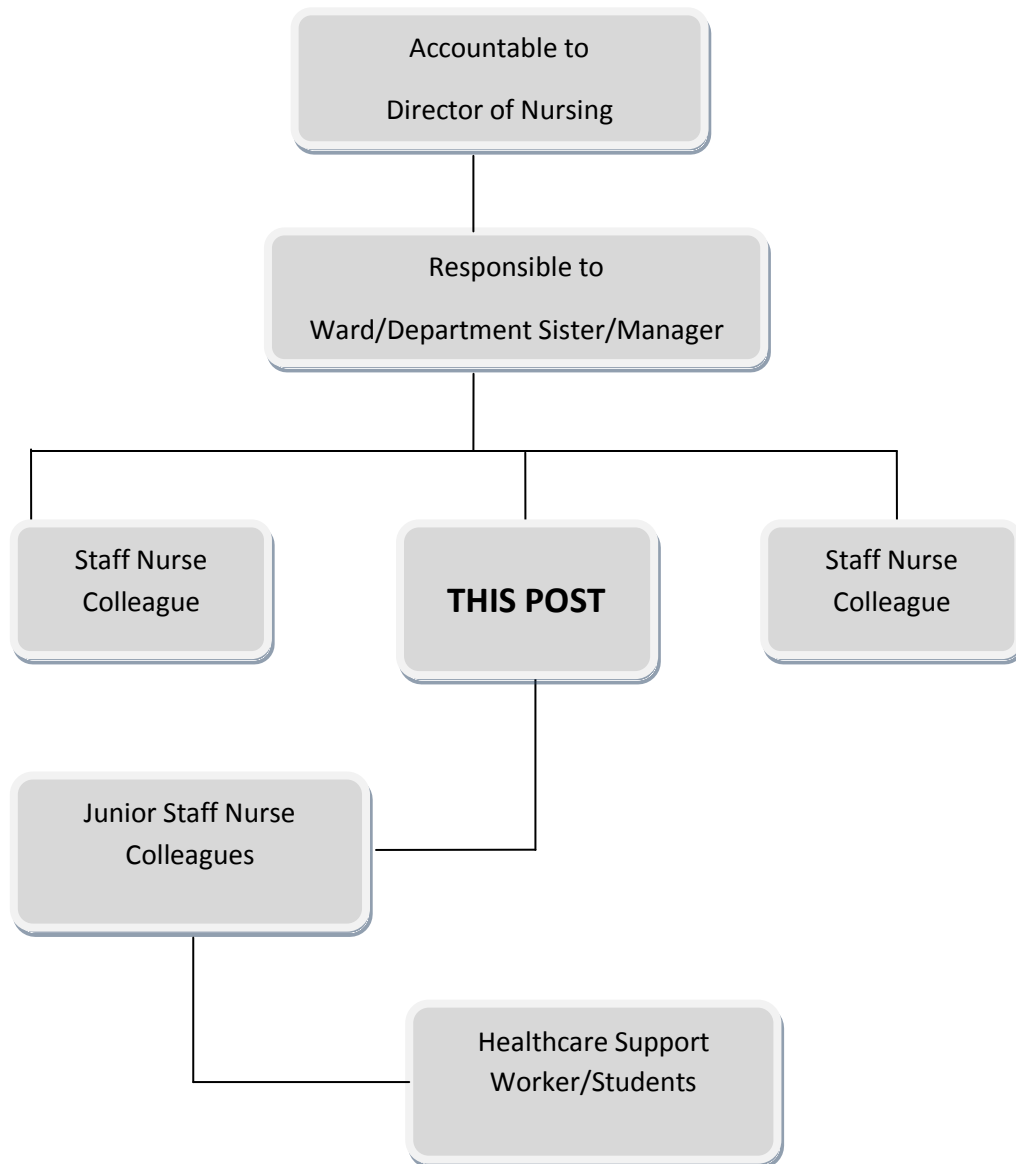 Accountable to
Director of Nursing
Responsible to
Ward/Department Sister/Manager
Staff Nurse
Colleague
THIS POST
Staff Nurse
Colleague
Junior Staff Nurse
Colleagues
Healthcare Support
Worker/Students